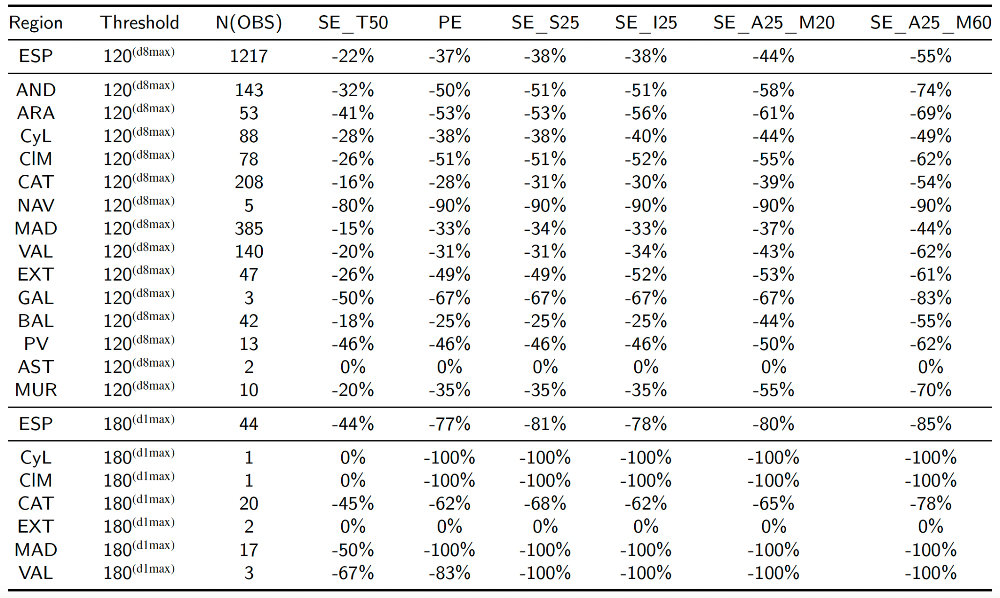 Region Threshold N(OBS) SE_T50 PE SE_S25 SE_I25 SE_A25_M20 SE_A25_M60
ESP 120(d8max) 1217 -22% -37% -38% -38% -44% -55%
AND 120(d8max) 143 -32% -50% -51% -51% -58% -74%
ARA 120(d8max) 53 -41% -53% -53% -56% -61% -69%
CyL 120(d8max) 88 -28% -38% -38% -40% -44% -49%
ClM 120(d8max) 78 -26% -51% -51% -52% -55% -62%
CAT 120(d8max) 208 -16% -28% -31% -30% -39% -54%
NAV 120(d8max) 5 -80% -90% -90% -90% -90% -90%
MAD 120(d8max) 385 -15% -33% -34% -33% -37% -44%
VAL 120(d8max) 140 -20% -31% -31% -34% -43% -62%
EXT 120(d8max) 47 -26% -49% -49% -52% -53% -61%
GAL 120(d8max) 3 -50% -67% -67% -67% -67% -83%
BAL 120(d8max) 42 -18% -25% -25% -25% -44% -55%
PV 120(d8max) 13 -46% -46% -46% -46% -50% -62%
AST 120(d8max) 2 0% 0% 0% 0% 0% 0%
MUR 120(d8max) 10 -20% -35% -35% -35% -55% -70%
ESP 180(d1max) 44 -44% -77% -81% -78% -80% -85%
CyL 180(d1max) 1 0% -100% -100% -100% -100% -100%
ClM 180(d1max) 1 0% -100% -100% -100% -100% -100%
CAT 180(d1max) 20 -45% -62% -68% -62% -65% -78%
EXT 180(d1max) 2 0% 0% 0% 0% 0% 0%
MAD 180(d1max) 17 -50% -100% -100% -100% -100% -100%
VAL 180(d1max) 3 -67% -83% -100% -100% -100% -100%